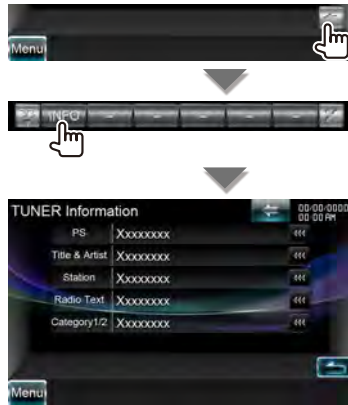 Menu
INFO
TUNER Information
00/00/0000
00:00 AM
PS Xxxxxxxx
Title & Artist Xxxxxxxx
Station Xxxxxxxx
Radio Text Xxxxxxxx
Category1/2 Xxxxxxxx
Menu